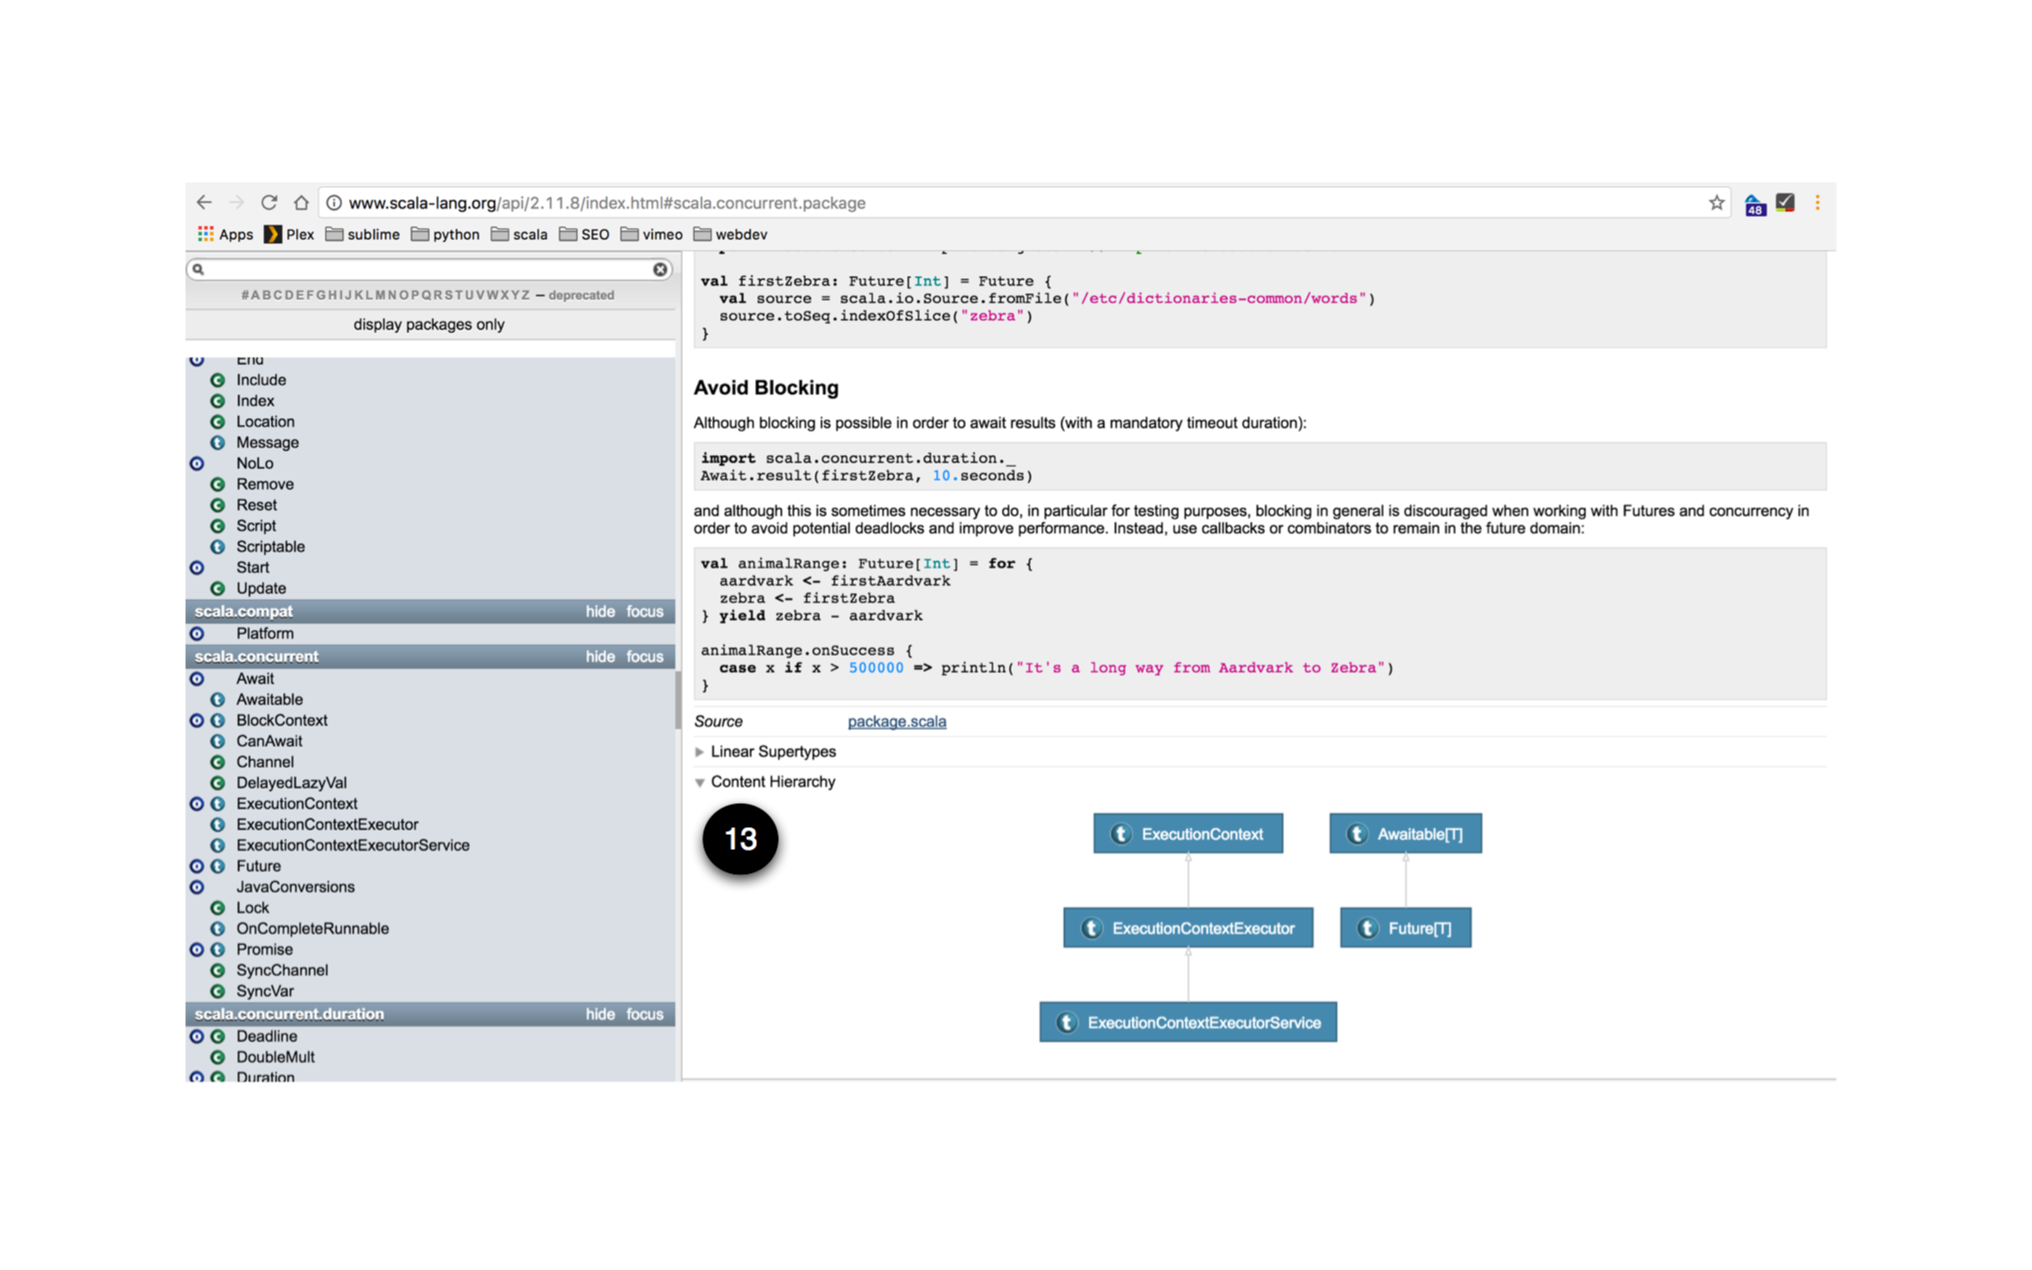 www.scala-lang.org/api/2.11.8/index.html#scala.concurrent.package
48
Apps Plex sublime python scala SEO vimeo webdev
#ABCDEFGHIJKLMNOPQRSTUVWXYZ – deprecated
display packages only
End
Include
Index
Location
Message
NoLo
Remove
Reset
Script
Scriptable
Start
Update
scala.compat hide focus
Platform
scala.concurrent hide focus
Await
Awaitable
BlockContext
CanAwait
Channel
DelayedLazyVal
ExecutionContext
ExecutionContextExecutor
ExecutionContextExecutorService
Future
JavaConversions
Lock
OnCompleteRunnable
Promise
SyncChannel
SyncVar
scala.concurrent.duration hide focus
Deadline
DoubleMult
Duration
val firstZebra: Future[Int] = Future {
val source = scala.io.Source.fromFile("/etc/dictionaries-common/words")
source.toSeq.indexOfSlice("zebra")
}
Avoid Blocking
Although blocking is possible in order to await results (with a mandatory timeout duration):
import scala.concurrent.duration._
Await.result(firstZebra, 10.seconds)
and although this is sometimes necessary to do, in particular for testing purposes, blocking in general is discouraged when working with Futures and concurrency in
order to avoid potential deadlocks and improve performance. Instead, use callbacks or combinators to remain in the future domain:
val animalRange: Future[Int] = for {
aardvark <- firstAardvark
zebra <- firstZebra
} yield zebra - aardvark
animalRange.onSuccess {
case x if x > 500000 => println("It's a long way from Aardvark to Zebra")
}
Source package.scala
Linear Supertypes
Content Hierarchy
13
t ExecutionContext t Awaitable[T]
t ExecutionContextExecutor t Future[T]
t ExecutionContextExecutorService